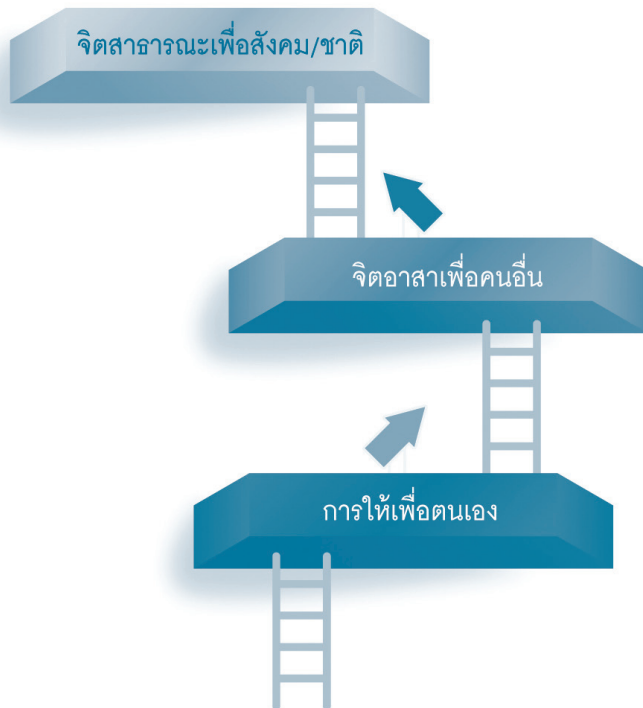 จิตสาธารณะเพื่อสังคม/ชาติ
จิตอาสาเพื่อคนอื่น
การให้เพื่อตนเอง